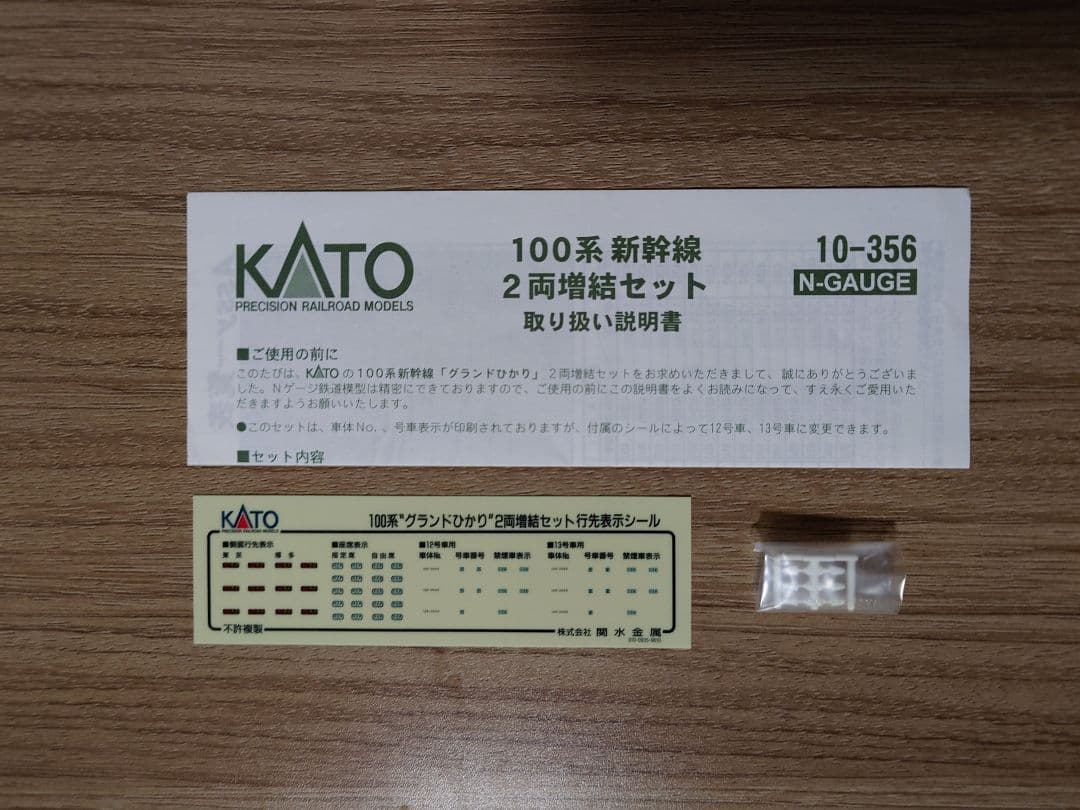 KATO
PRECISION RAILROAD MODELS
100系 新幹線
2両増結セット
取り扱い説明書
10-356
N-GAUGE
■ご使用の前に
このたびは、KATOの100系新幹線「グランドひかり」 2両増結セットをお求めいただきまして、誠にありがとうございま
した。Nゲージ鉄道模型は精密にできておりますので、ご使用の前にこの説明書をよくお読みになって、すえ永くご愛用いた
だきますようお願いいたします。
●このセットは、車体No.、号車表示が印刷されておりますが、付属のシールによって12号車、13号車に変更できます。
■セット内容
KATO
PRECISION RAILROAD MODELS
100系"グランドひかり"2両増結セット行先表示シール
■側面行先表示
東京 博多
■座席表示
指定席 自由席
■12号車用
車体No. 号車番号 禁煙車表示
■13号車用
車体No. 号車番号 禁煙車表示
不許複製
株式会社 関水金属